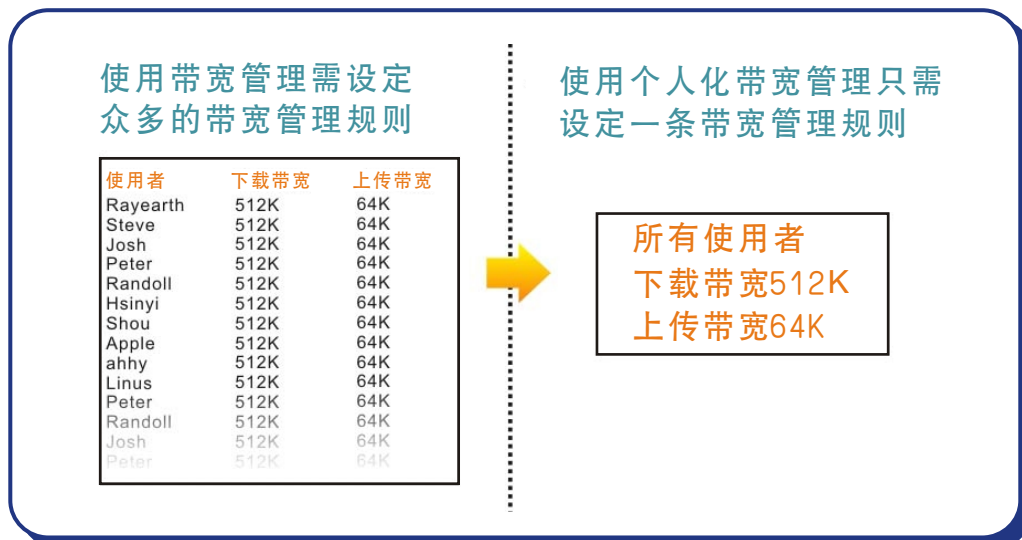 使用带宽管理需设定
众多的带宽管理规则
使用者 下载带宽 上传带宽
Rayearth 512K 64K
Steve 512K 64K
Josh 512K 64K
Peter 512K 64K
Randoll 512K 64K
Hsinyi 512K 64K
Shou 512K 64K
Apple 512K 64K
ahhy 512K 64K
Linus 512K 64K
Peter 512K 64K
Randoll 512K 64K
Josh 512K 64K
Peter 512K 64K
使用个人化带宽管理只需
设定一条带宽管理规则
所有使用者
下载带宽512K
上传带宽64K